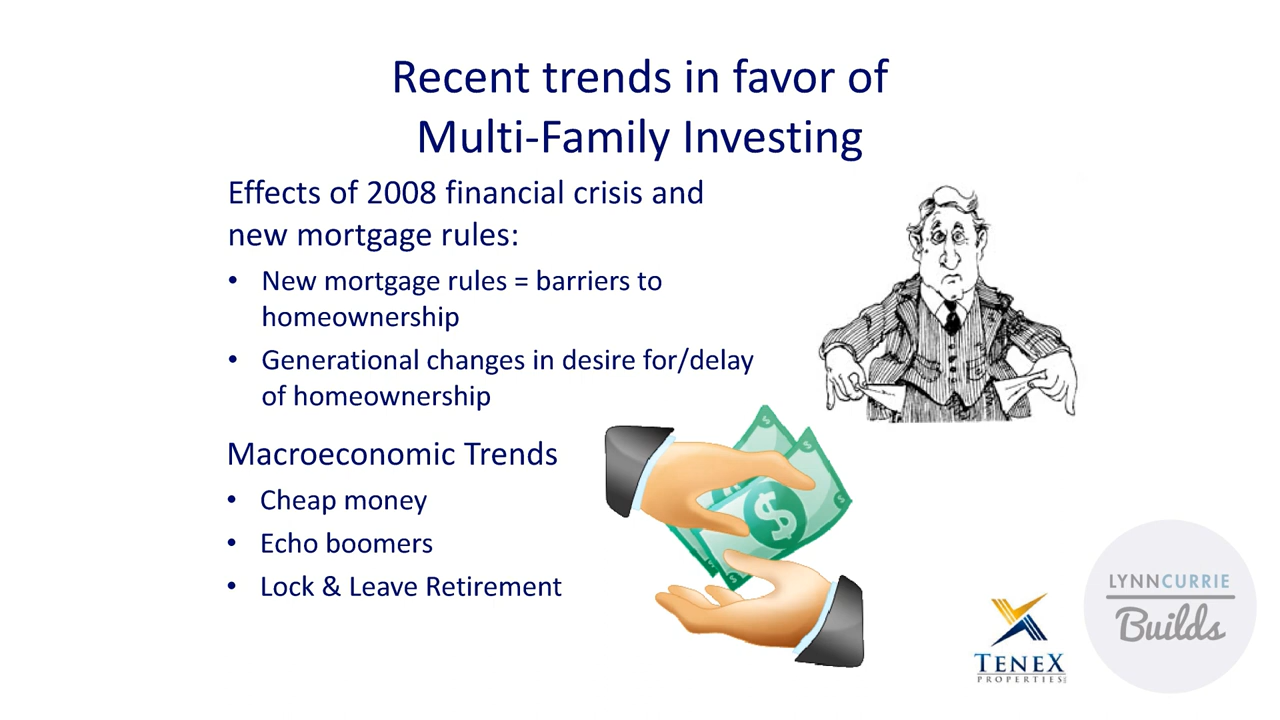 Recent trends in favor of
Multi-Family Investing
Effects of 2008 financial crisis and
new mortgage rules:
• New mortgage rules = barriers to
homeownership
• Generational changes in desire for/delay
of homeownership
Macroeconomic Trends
• Cheap money
• Echo boomers
• Lock & Leave Retirement
$
LYNNCURRIE
Builds
TENEX
PROPERTIES